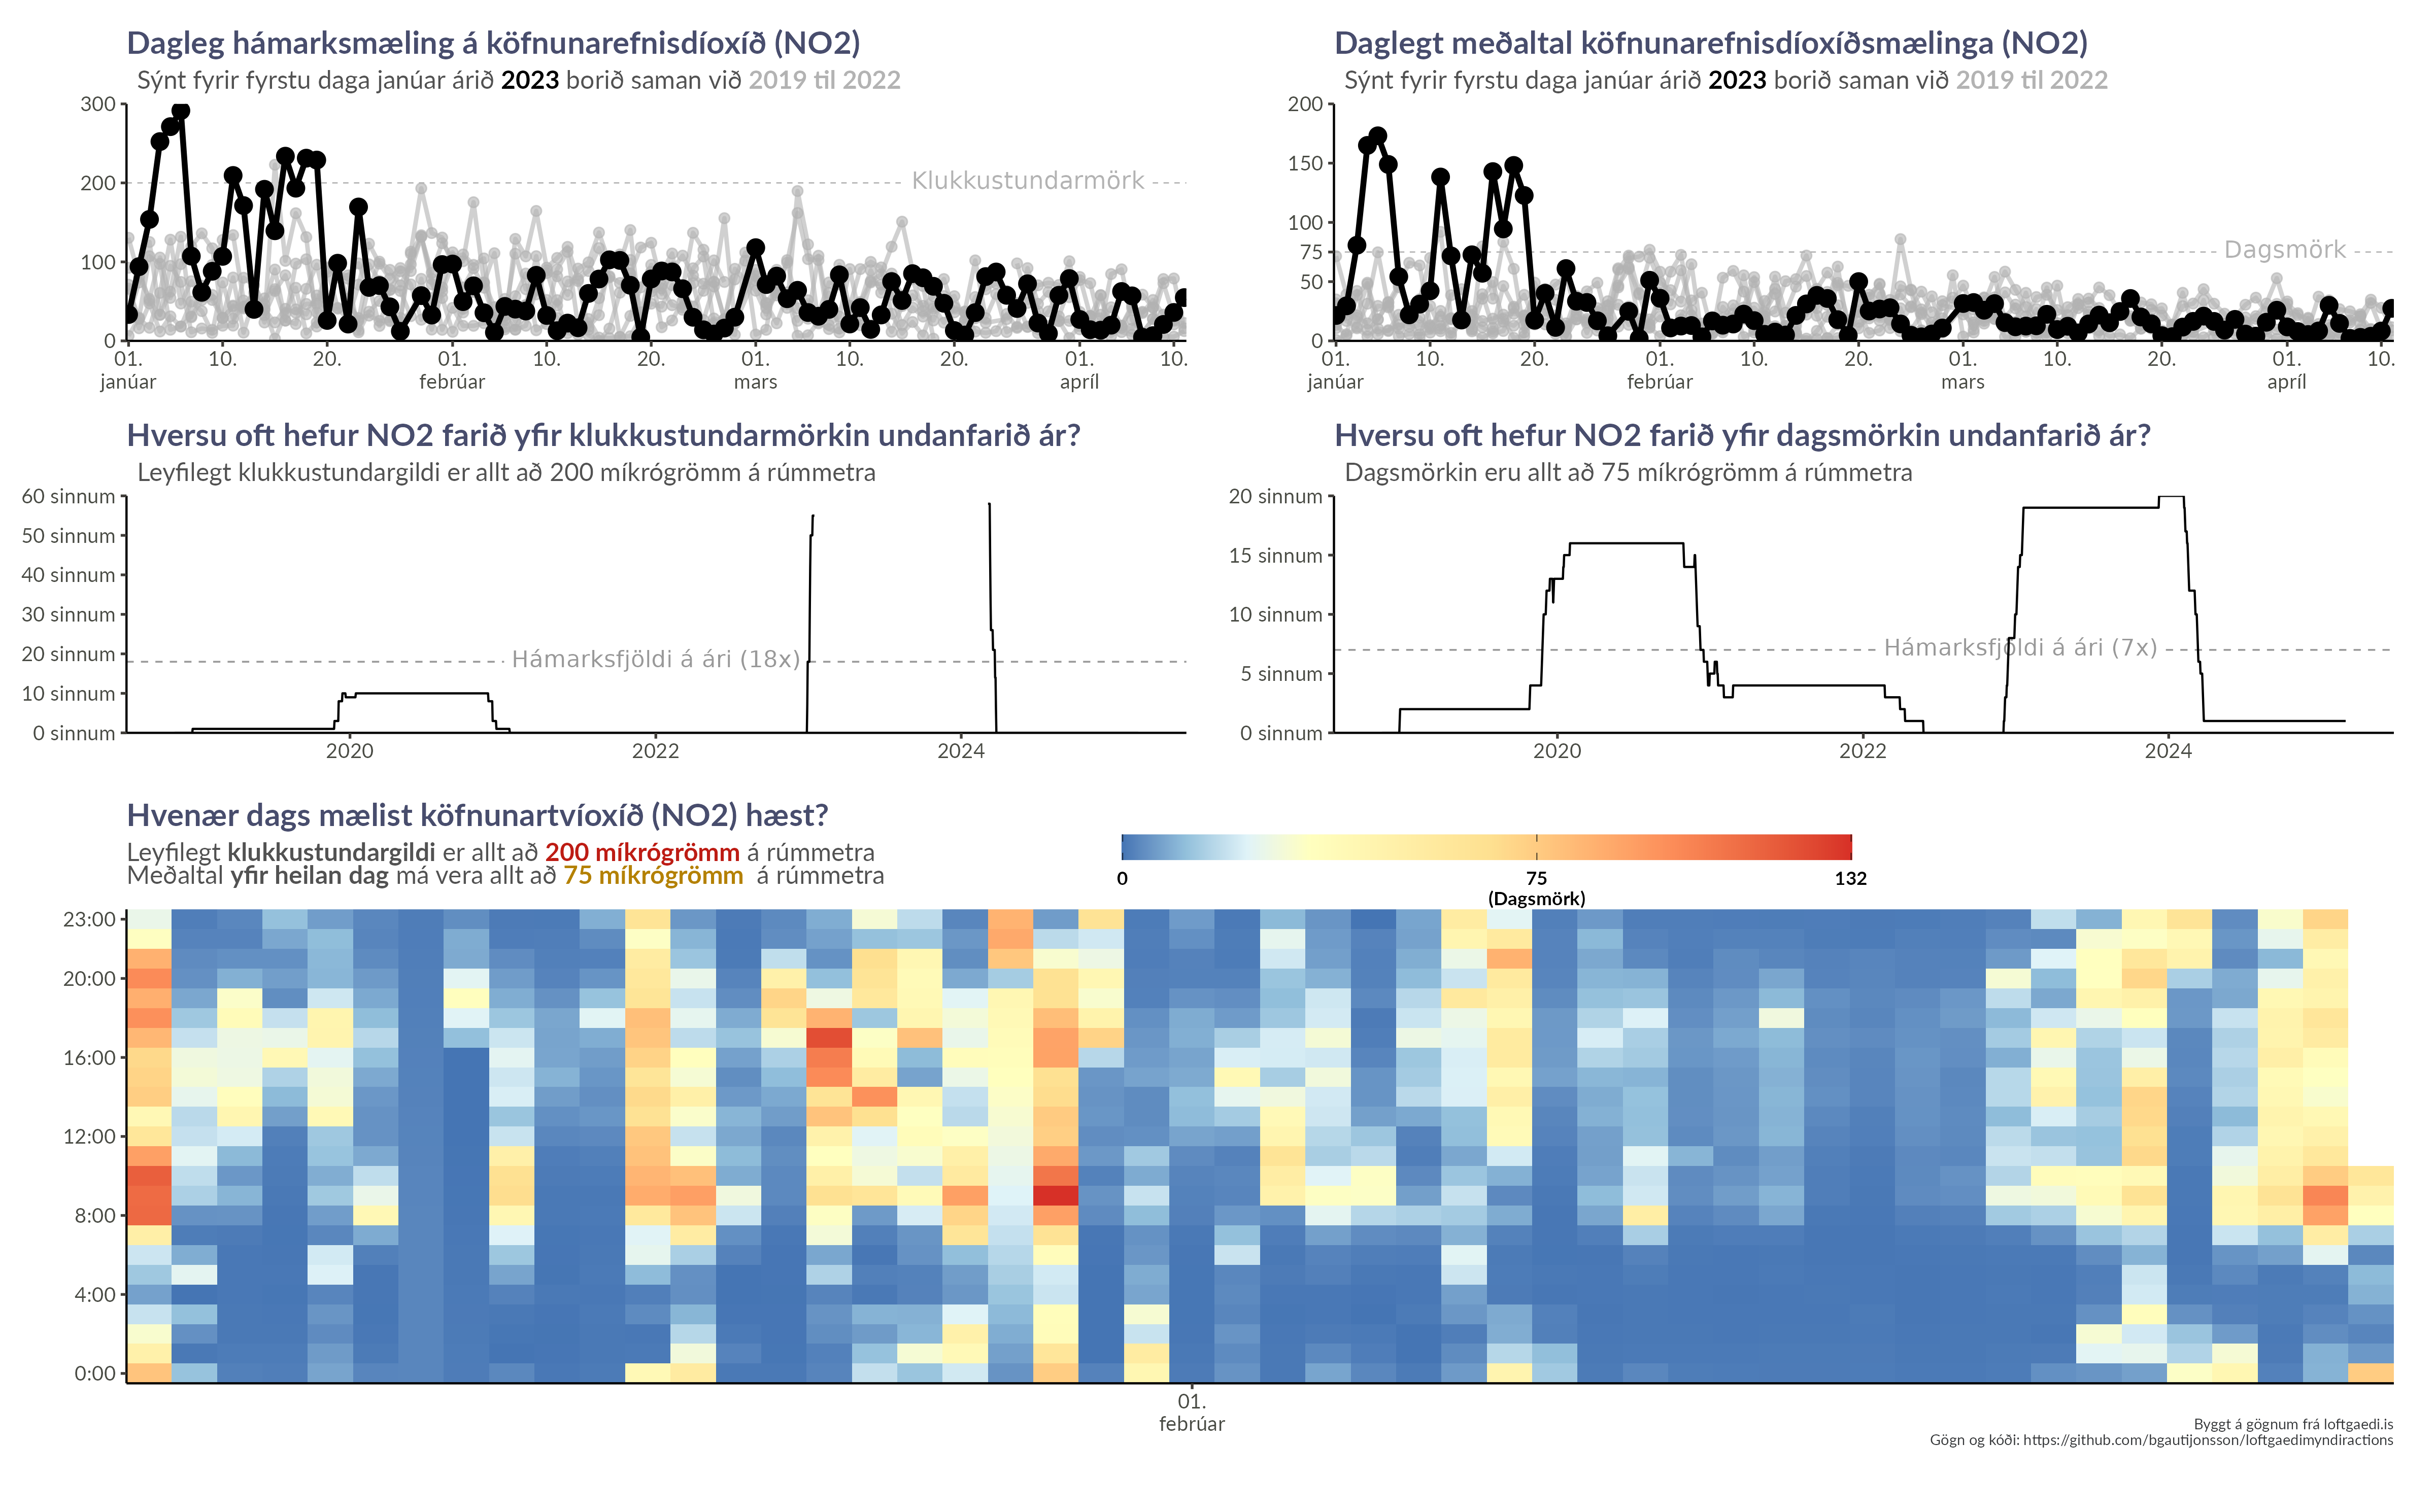 Dagleg hámarksmæling á köfnunarefnisdíoxíð (NO2)
Sýnt fyrir fyrstu daga janúar árið 2023 borið saman við 2019 til 2022
300
200
100
0
Klukkustundarmörk
01. 10. 20. 01. 10. 20. 01. 10. 20. 01. 10.
janúar febrúar mars apríl
Daglegt meðaltal köfnunarefnisdíoxíðsmælinga (NO2)
Sýnt fyrir fyrstu daga janúar árið 2023 borið saman við 2019 til 2022
200
150
100
75
50
0
Dagsmörk
01. 10. 20. 01. 10. 20. 01. 10. 20. 01. 10.
janúar febrúar mars apríl
Hversu oft hefur NO2 farið yfir klukkustundarmörkin undanfarið ár?
Leyfilegt klukkustundargildi er allt að 200 míkrógrömm á rúmmetra
60 sinnum
50 sinnum
40 sinnum
30 sinnum
20 sinnum
10 sinnum
0 sinnum
Hámarksfjöldi á ári (18x)
2020 2022 2024
Hversu oft hefur NO2 farið yfir dagsmörkin undanfarið ár?
Dagsmörkin eru allt að 75 míkrógrömm á rúmmetra
20 sinnum
15 sinnum
10 sinnum
5 sinnum
0 sinnum
Hámarksfjöldi á ári (7x)
2020 2022 2024
Hvenær dags mælist köfnunartvíoxíð (NO2) hæst?
Leyfilegt klukkustundargildi er allt að 200 míkrógrömm á rúmmetra
Meðaltal yfir heilan dag má vera allt að 75 míkrógrömm á rúmmetra
0 75 132
(Dagsmörk)
23:00
20:00
16:00
12:00
8:00
4:00
0:00
01.
febrúar
Byggt á gögnum frá loftgaedi.is
Gögn og kóði: https://github.com/bgautijonsson/loftgaedimyndiractions